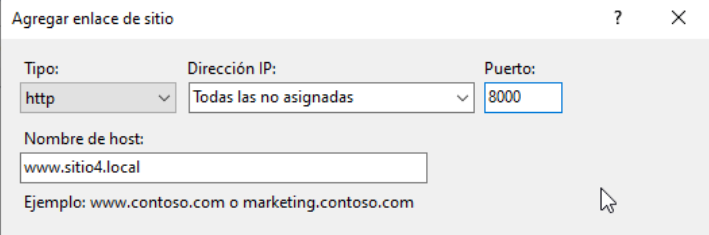 Agregar enlace de sitio ?
Tipo: Dirección IP: Puerto:
http Todas las no asignadas 8000
Nombre de host:
www.sitio4.local
Ejemplo: www.contoso.com o marketing.contoso.com